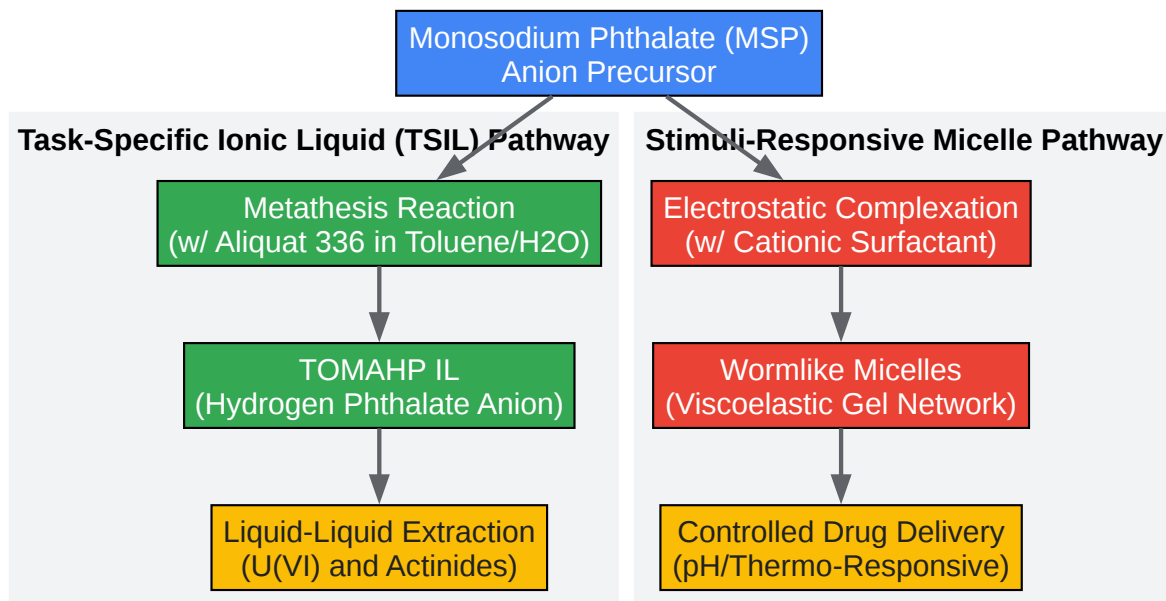 Monosodium Phthalate (MSP)
Anion Precursor
Task-Specific Ionic Liquid (TSIL) Pathway
Metathesis Reaction
(w/ Aliquat 336 in Toluene/H2O)
TOMAHP IL
(Hydrogen Phthalate Anion)
Liquid-Liquid Extraction
(U(VI) and Actinides)
Stimuli-Responsive Micelle Pathway
Electrostatic Complexation
(w/ Cationic Surfactant)
Wormlike Micelles
(Viscoelastic Gel Network)
Controlled Drug Delivery
(pH/Thermo-Responsive)